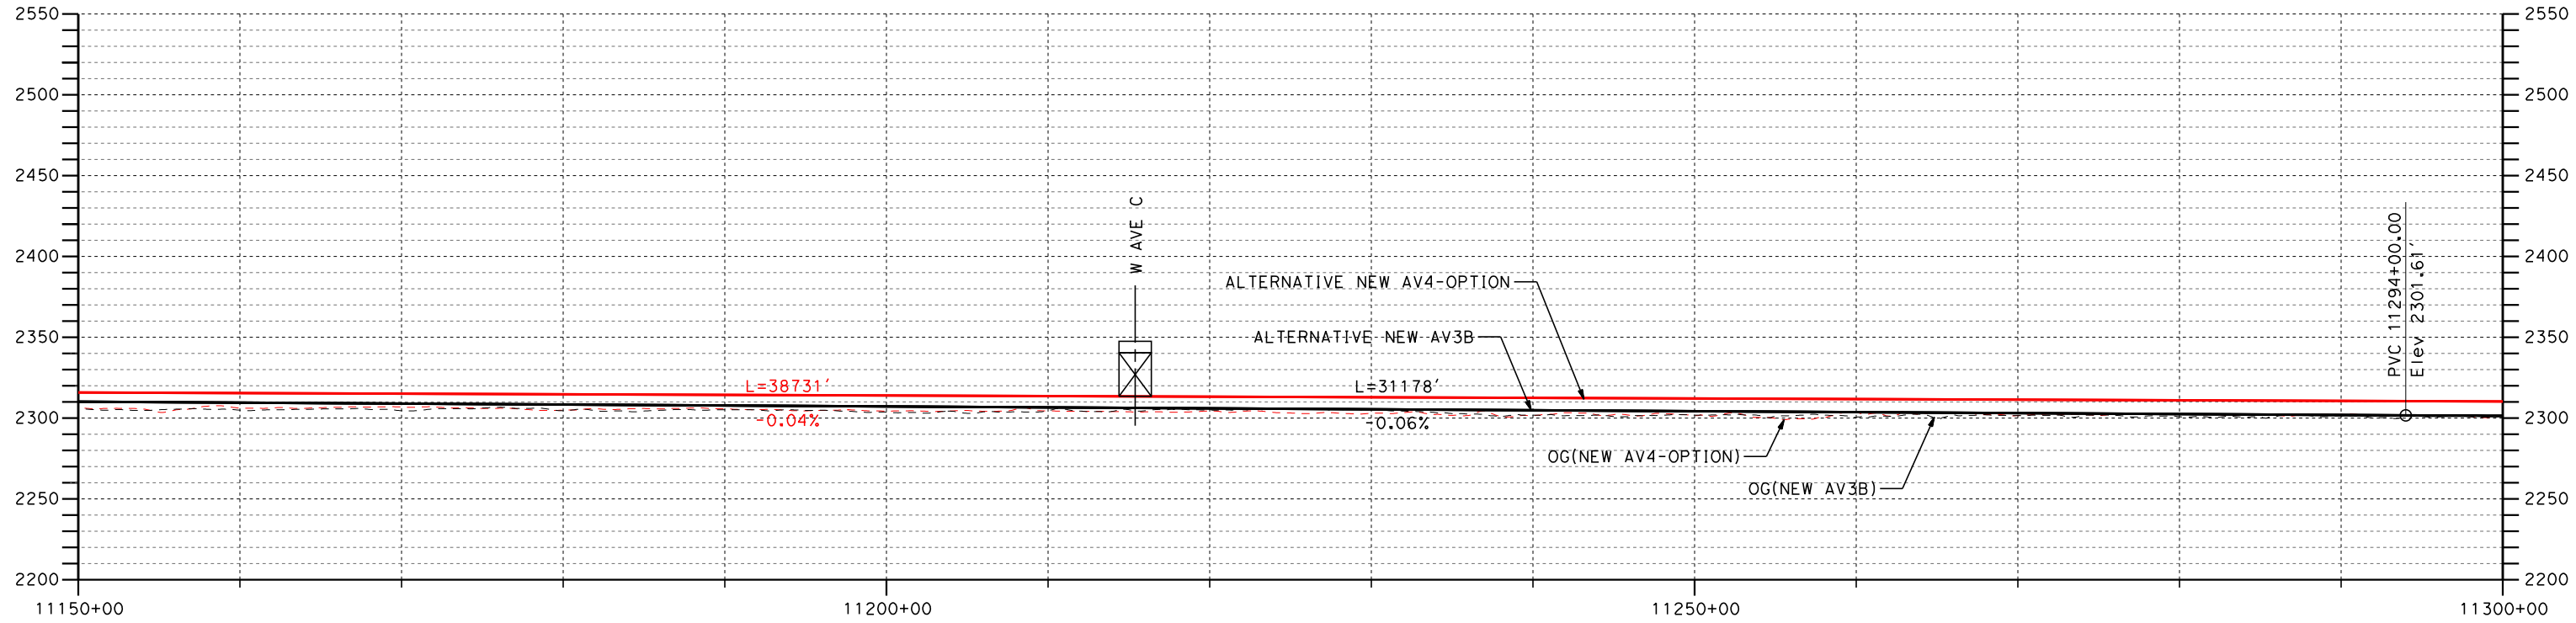 2550
2550
2500
2500
2450
2450
2400
2400
2350
2350
2300
2300
2250
2250
2200
2200
W AVE C
PVC 11294+00.00
Elev 2301.61'
ALTERNATIVE NEW AV4-OPTION
ALTERNATIVE NEW AV3B
L=38731'
-0.04%
L=31178'
-0.06%
OG(NEW AV4-OPTION)
OG(NEW AV3B)
11150+00
11200+00
11250+00
11300+00